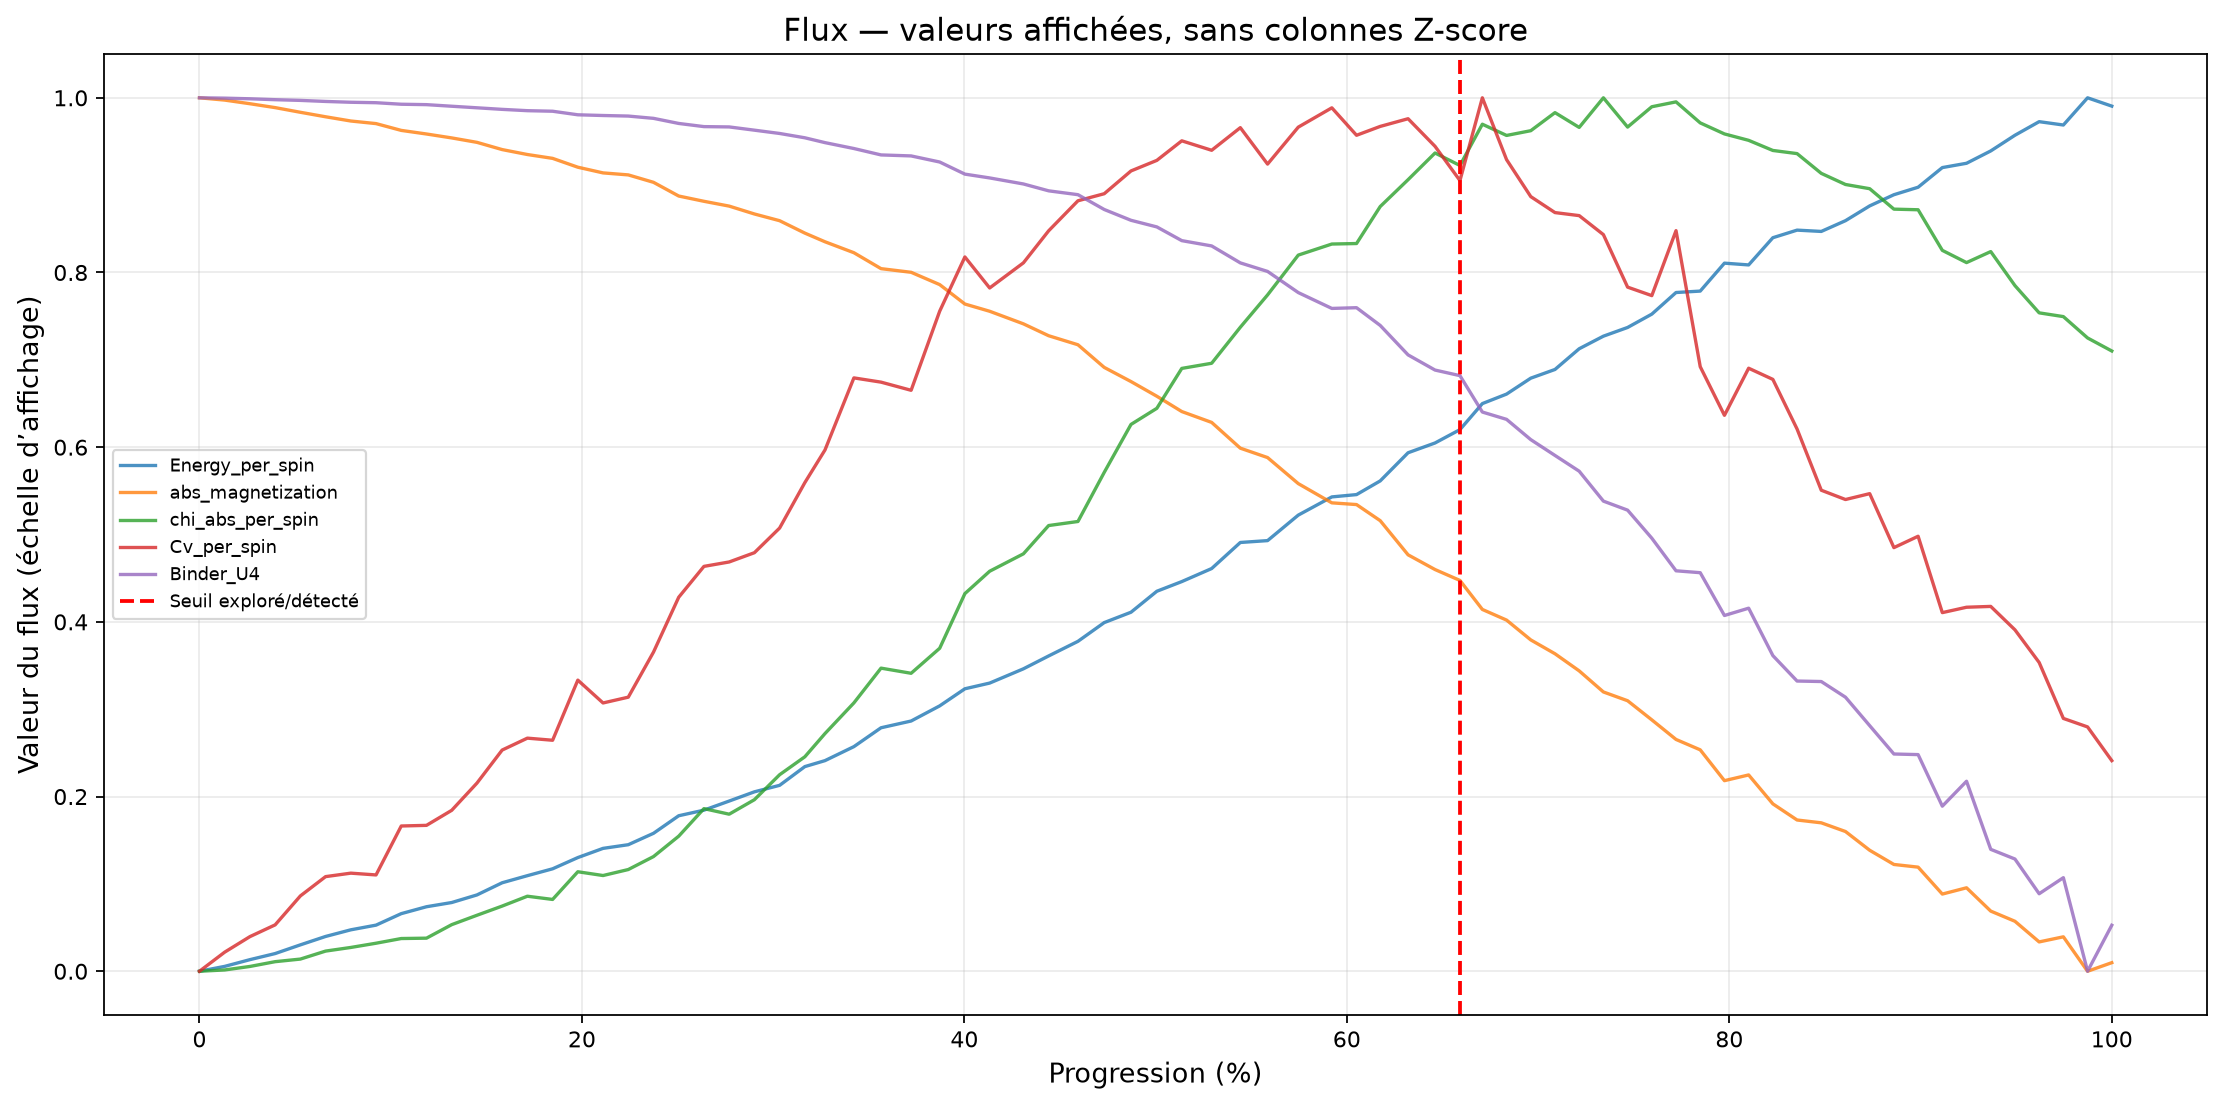 Flux — valeurs affichées, sans colonnes Z-score
Valeur du flux (échelle d’affichage)
1.0
0.8
0.6
0.4
0.2
0.0
Energy_per_spin
abs_magnetization
chi_abs_per_spin
Cv_per_spin
Binder_U4
Seuil exploré/détecté
0 20 40 60 80 100
Progression (%)